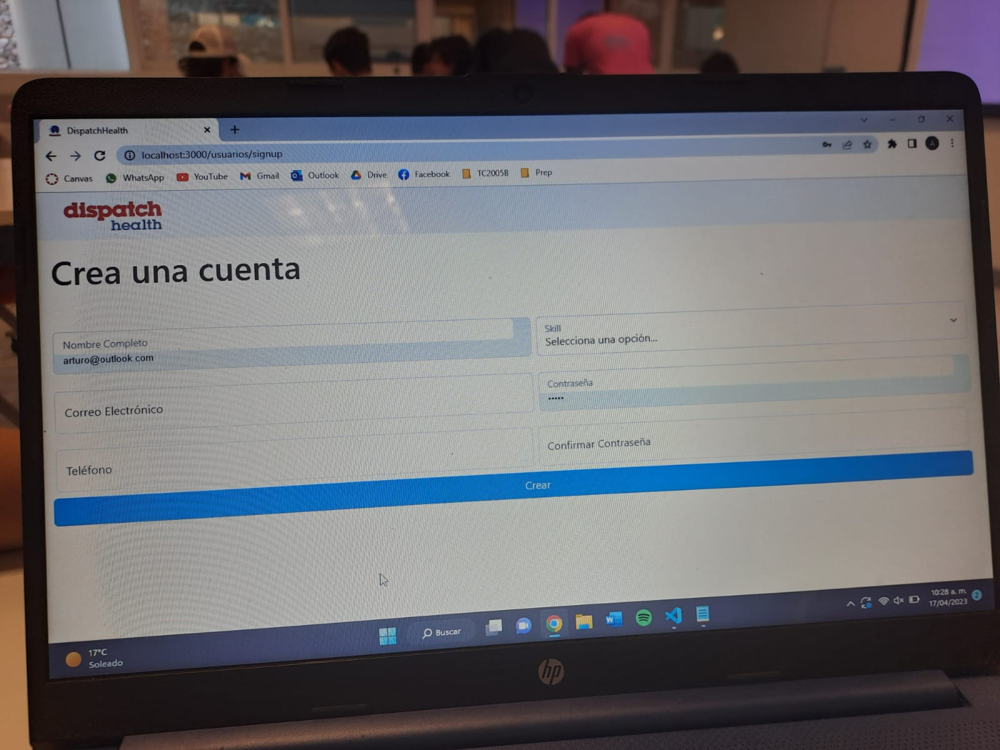 DispatchHealth
localhost:3000/usuarios/signup
A
Canvas WhatsApp YouTube Gmail Outlook Drive Facebook TC2005B Prep
dispatch
health
Crea una cuenta
Nombre Completo
arturo@outlook.com
Skill
Selecciona una opción...
Correo Electrónico
Contraseña
•••••
Teléfono
Confirmar Contraseña
Crear
17°C
Soleado
Buscar
10:28 a. m.
17/04/2023
2
hp